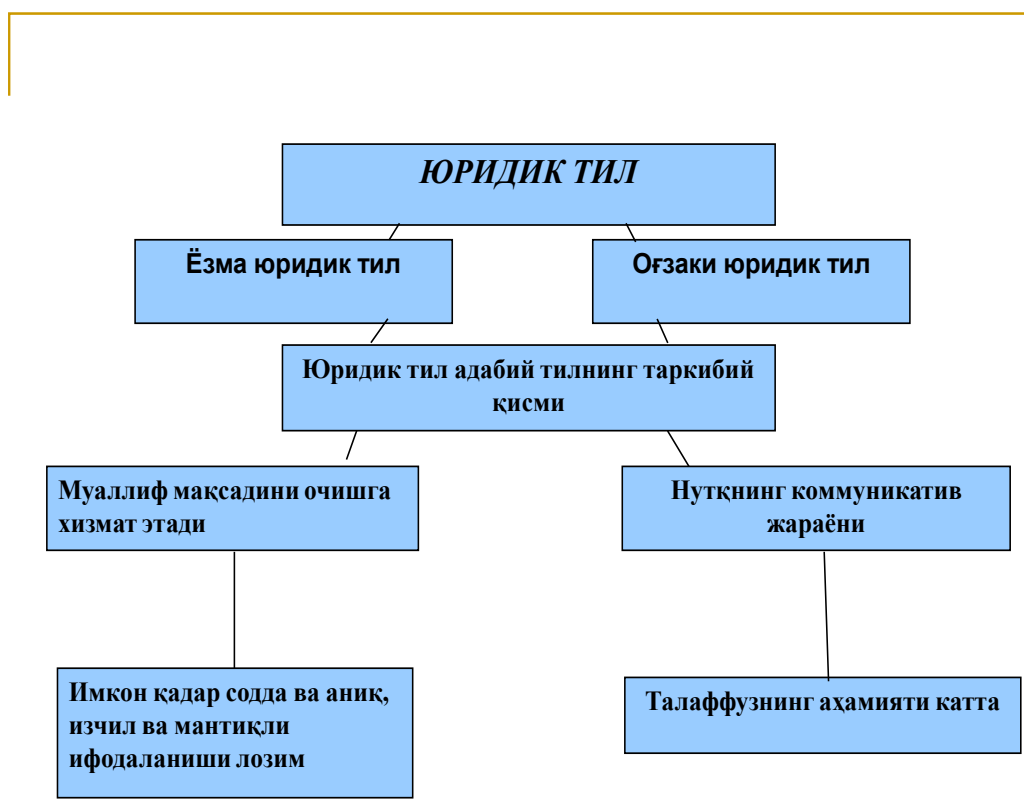 ЮРИДИК ТИЛ
Ёзма юридик тил
Оғзаки юридик тил
Юридик тил адабий тилнинг таркибий
қисми
Муаллиф мақсадини очишга
хизмат этади
Нутқнинг коммуникатив
жараёни
Имкон қадар содда ва аниқ,
изчил ва мантиқли
ифодаланиши лозим
Талаффузнинг аҳамияти катта